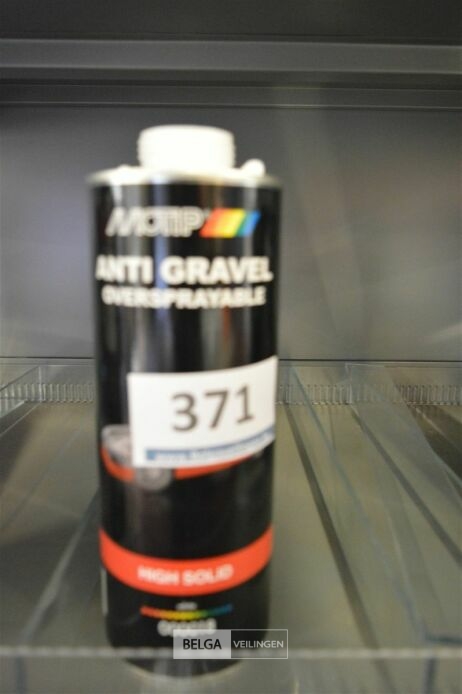 MOTIP
ANTI GRAVEL
OVERSPRAYABLE
371
HIGH SOLID
BELGA VEILINGEN